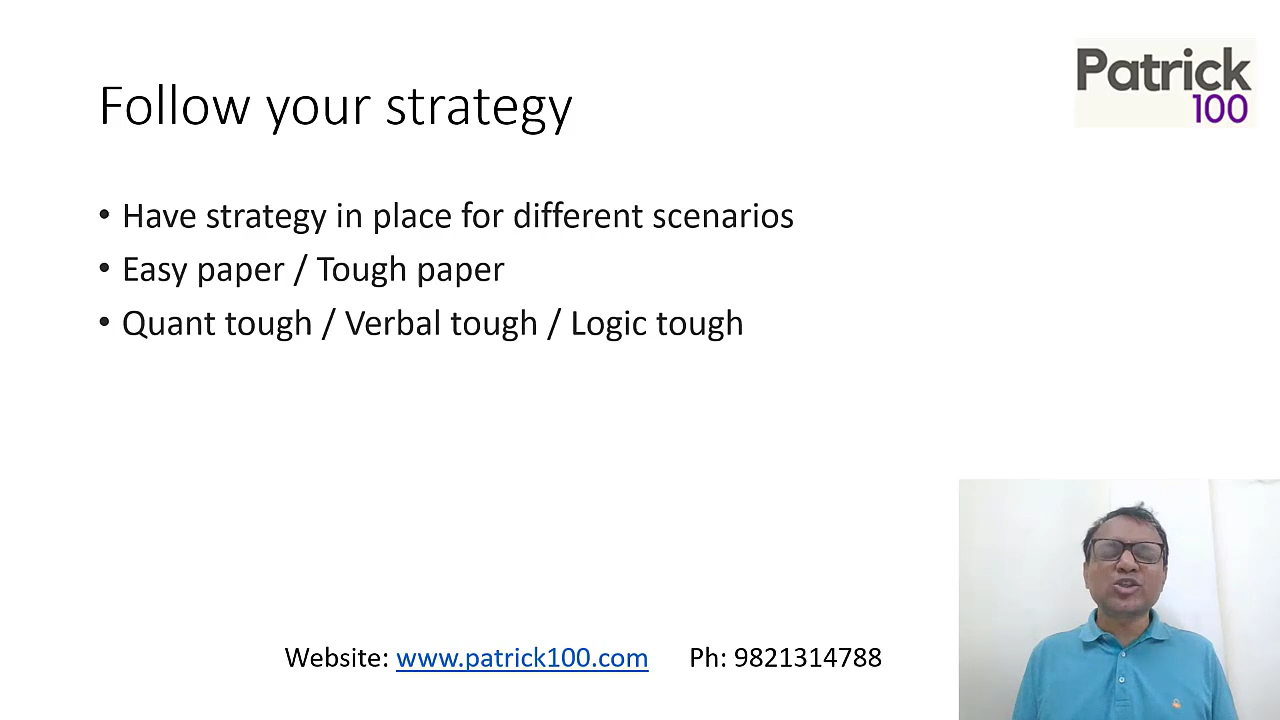 Patrick
100
Follow your strategy
• Have strategy in place for different scenarios
• Easy paper / Tough paper
• Quant tough / Verbal tough / Logic tough
Website: www.patrick100.com Ph: 9821314788